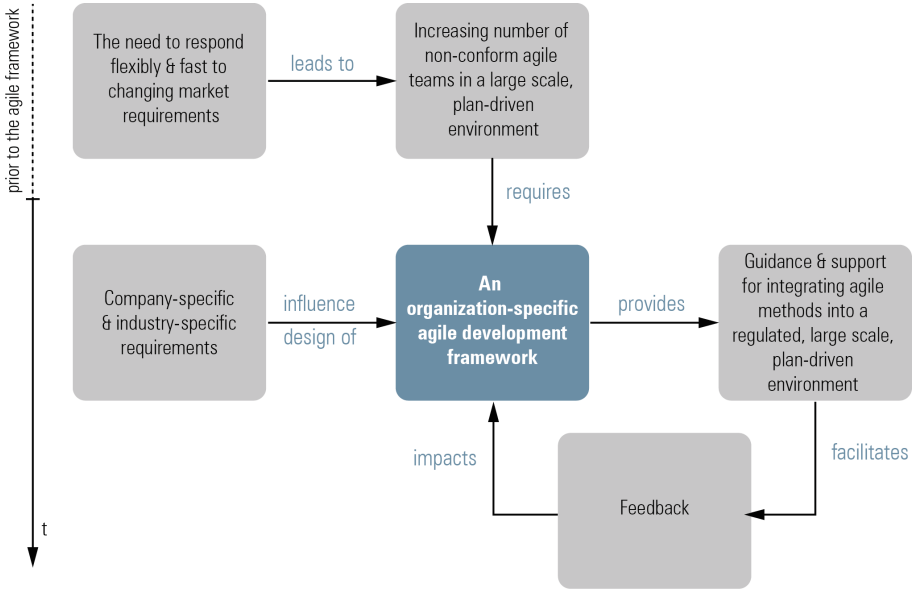 prior to the agile framework
The need to respond
flexibly & fast to
changing market
requirements
leads to
Increasing number of
non-conform agile
teams in a large scale,
plan-driven
environment
requires
Company-specific
& industry-specific
requirements
influence
design of
An
organization-specific
agile development
framework
provides
Guidance & support
for integrating agile
methods into a
regulated, large scale,
plan-driven
environment
impacts
facilitates
Feedback
t